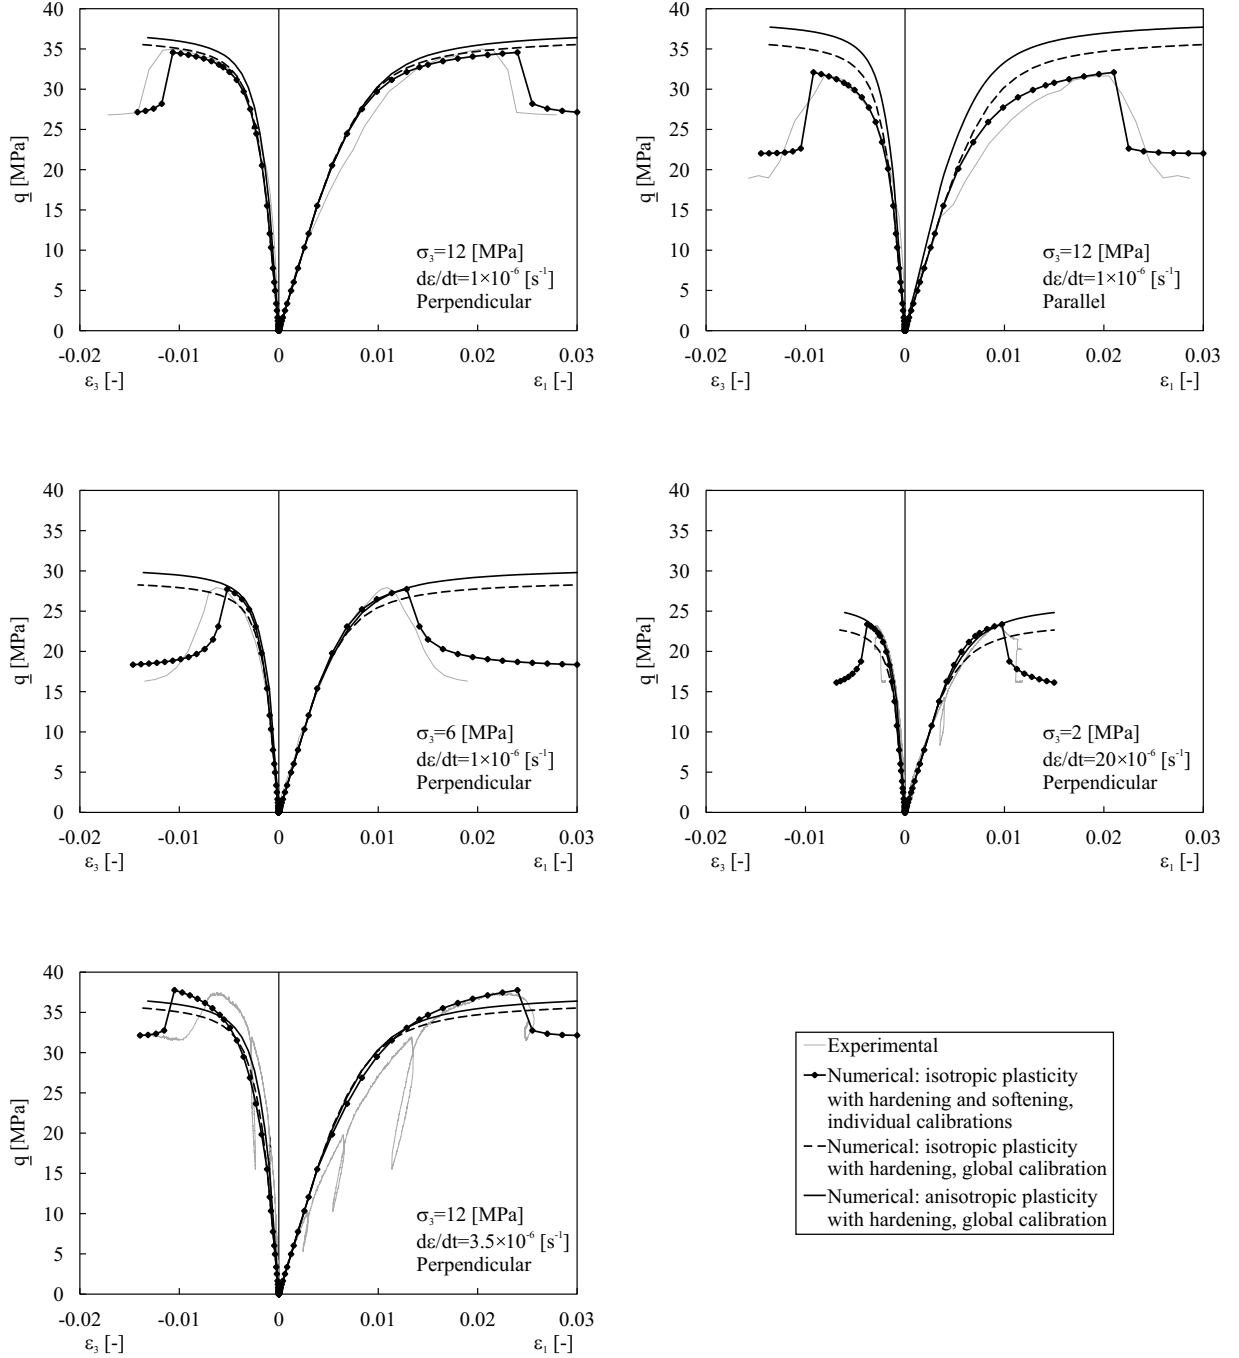 40
35
30
25
20
15
10
5
0
q [MPa]
σ₃=12 [MPa]
dε/dt=1×10⁻⁶ [s⁻¹]
Perpendicular
-0.02 -0.01 0 0.01 0.02 0.03
ε₃ [-] ε₁ [-]
40
35
30
25
20
15
10
5
0
q [MPa]
σ₃=12 [MPa]
dε/dt=1×10⁻⁶ [s⁻¹]
Parallel
-0.02 -0.01 0 0.01 0.02 0.03
ε₃ [-] ε₁ [-]
40
35
30
25
20
15
10
5
0
q [MPa]
σ₃=6 [MPa]
dε/dt=1×10⁻⁶ [s⁻¹]
Perpendicular
-0.02 -0.01 0 0.01 0.02 0.03
ε₃ [-] ε₁ [-]
40
35
30
25
20
15
10
5
0
q [MPa]
σ₃=2 [MPa]
dε/dt=20×10⁻⁶ [s⁻¹]
Perpendicular
-0.02 -0.01 0 0.01 0.02 0.03
ε₃ [-] ε₁ [-]
40
35
30
25
20
15
10
5
0
q [MPa]
σ₃=12 [MPa]
dε/dt=3.5×10⁻⁶ [s⁻¹]
Perpendicular
-0.02 -0.01 0 0.01 0.02 0.03
ε₃ [-] ε₁ [-]
Experimental
Numerical: isotropic plasticity
with hardening and softening,
individual calibrations
Numerical: isotropic plasticity
with hardening, global calibration
Numerical: anisotropic plasticity
with hardening, global calibration